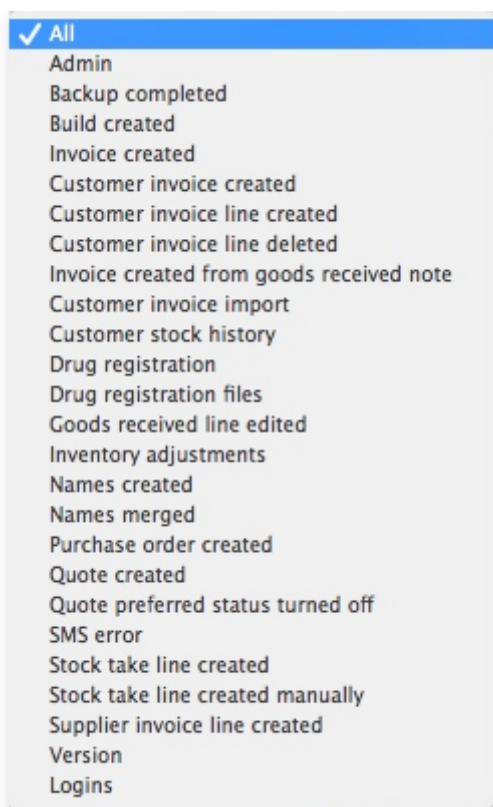 All
Admin
Backup completed
Build created
Invoice created
Customer invoice created
Customer invoice line created
Customer invoice line deleted
Invoice created from goods received note
Customer invoice import
Customer stock history
Drug registration
Drug registration files
Goods received line edited
Inventory adjustments
Names created
Names merged
Purchase order created
Quote created
Quote preferred status turned off
SMS error
Stock take line created
Stock take line created manually
Supplier invoice line created
Version
Logins